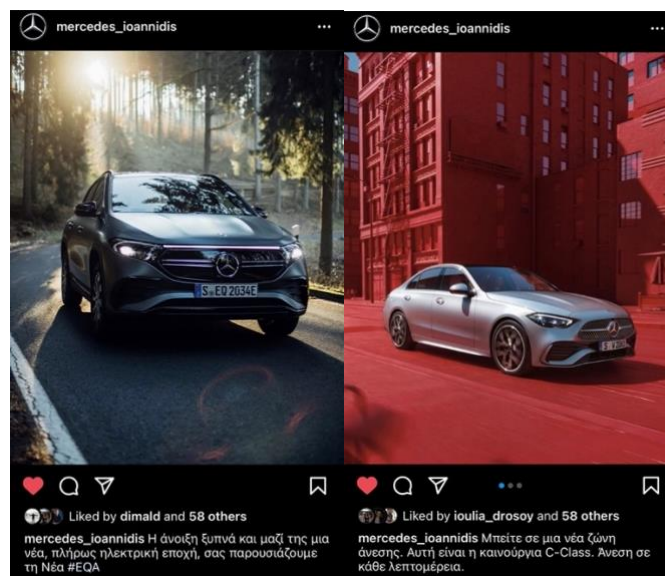 mercedes_ioannidis
S EQ 2034E
Liked by dimald and 58 others
mercedes_ioannidis Η άνοιξη ξυπνά και μαζί της μια
νέα, πλήρως ηλεκτρική εποχή, σας παρουσιάζουμε
τη Νέα #EQA
mercedes_ioannidis
Liked by ioulia_drosoy and 58 others
mercedes_ioannidis Μπείτε σε μια νέα ζώνη
άνεσης. Αυτή είναι η καινούργια C-Class. Άνεση σε
κάθε λεπτομέρεια.